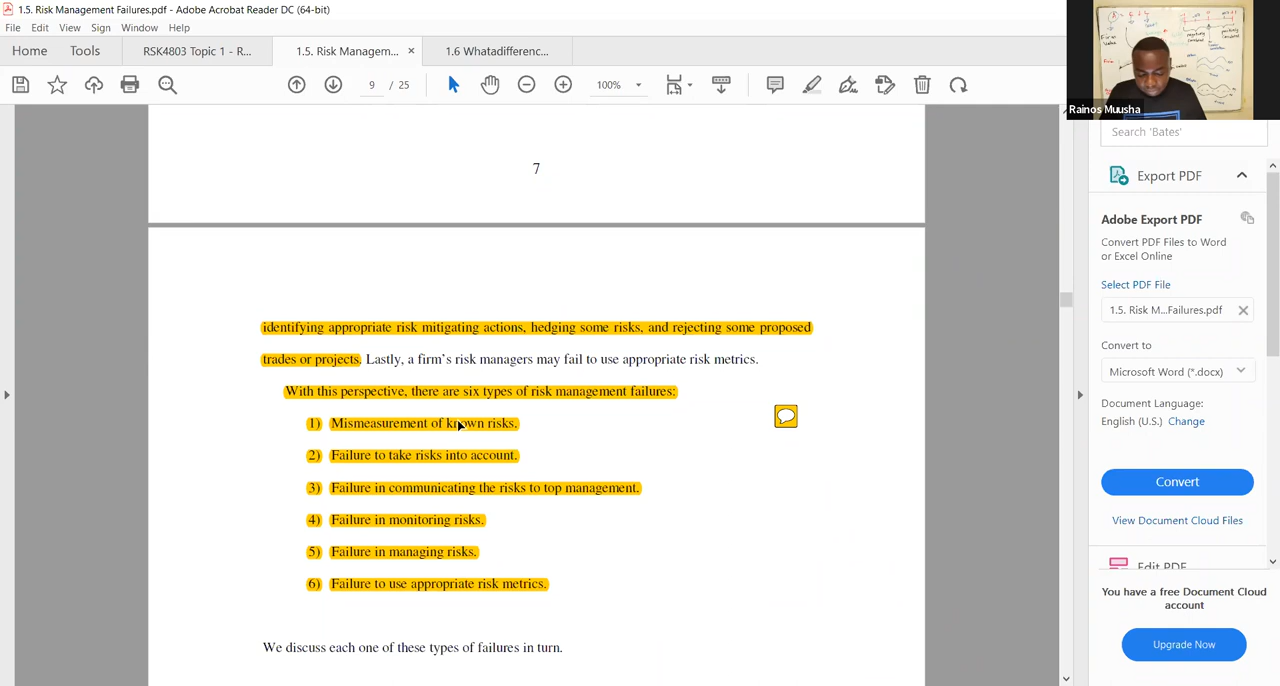 1.5. Risk Management Failures.pdf - Adobe Acrobat Reader DC (64-bit)
File Edit View Sign Window Help
Home Tools RSK4803 Topic 1 - R... 1.5. Risk Managem... × 1.6 Whatadifferenc...
9 / 25 100%
Rainos Muusha
Search 'Bates'
7
Export PDF
Adobe Export PDF
Convert PDF Files to Word
or Excel Online
Select PDF File
1.5. Risk M...Failures.pdf
Convert to
Microsoft Word (*.docx)
Document Language:
English (U.S.) Change
Convert
View Document Cloud Files
Edit PDF
You have a free Document Cloud
account
Upgrade Now
identifying appropriate risk mitigating actions, hedging some risks, and rejecting some proposed
trades or projects. Lastly, a firm's risk managers may fail to use appropriate risk metrics.
With this perspective, there are six types of risk management failures:
1) Mismeasurement of known risks.
2) Failure to take risks into account.
3) Failure in communicating the risks to top management.
4) Failure in monitoring risks.
5) Failure in managing risks.
6) Failure to use appropriate risk metrics.
We discuss each one of these types of failures in turn.